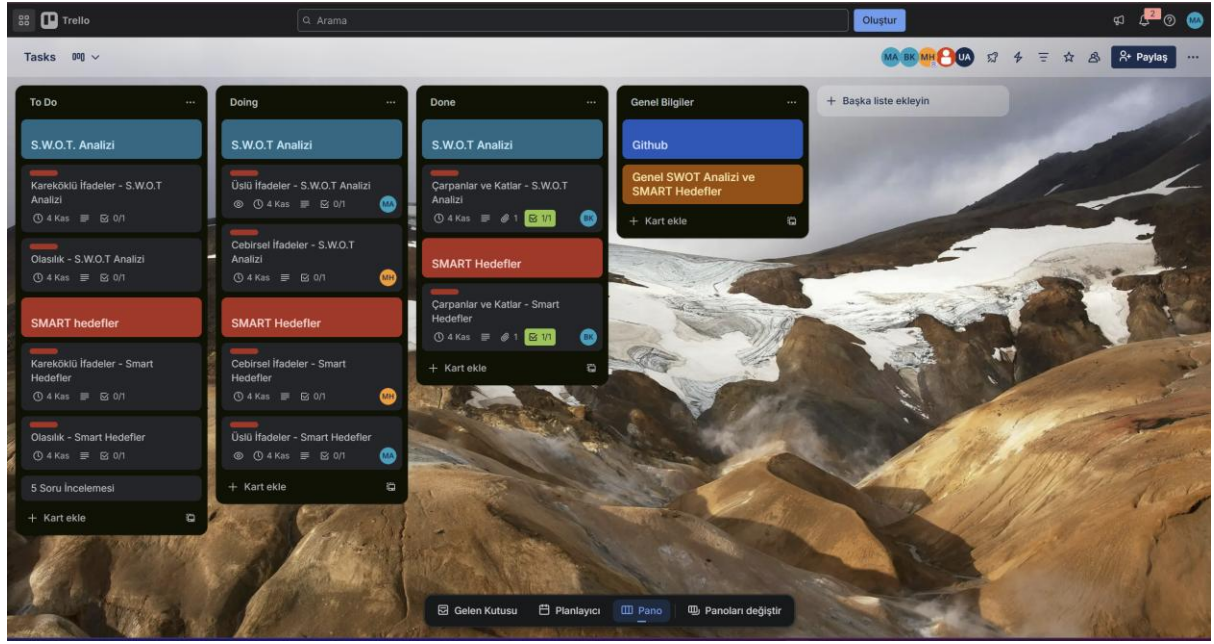 Trello
Arama
Oluştur
2
MA
Tasks
MA BK MH UA
Paylaş
To Do
S.W.O.T. Analizi
Kareköklü İfadeler - S.W.O.T
Analizi
4 Kas 0/1
Olasılık - S.W.O.T Analizi
4 Kas 0/1
SMART hedefler
Kareköklü İfadeler - Smart
Hedefler
4 Kas 0/1
Olasılık - Smart Hedefler
4 Kas 0/1
5 Soru İncelemesi
+ Kart ekle
Doing
S.W.O.T Analizi
Üslü İfadeler - S.W.O.T Analizi
4 Kas 0/1 MA
Cebirsel İfadeler - S.W.O.T
Analizi
4 Kas 0/1 MH
SMART Hedefler
Cebirsel İfadeler - Smart
Hedefler
4 Kas 0/1 MH
Üslü İfadeler - Smart Hedefler
4 Kas 0/1 MA
+ Kart ekle
Done
S.W.O.T Analizi
Çarpanlar ve Katlar - S.W.O.T
Analizi
4 Kas 1 1/1 BK
SMART Hedefler
Çarpanlar ve Katlar - Smart
Hedefler
4 Kas 1 1/1 BK
+ Kart ekle
Genel Bilgiler
Github
Genel SWOT Analizi ve
SMART Hedefler
+ Kart ekle
+ Başka liste ekleyin
Gelen Kutusu
Planlayıcı
Pano
Panoları değiştir